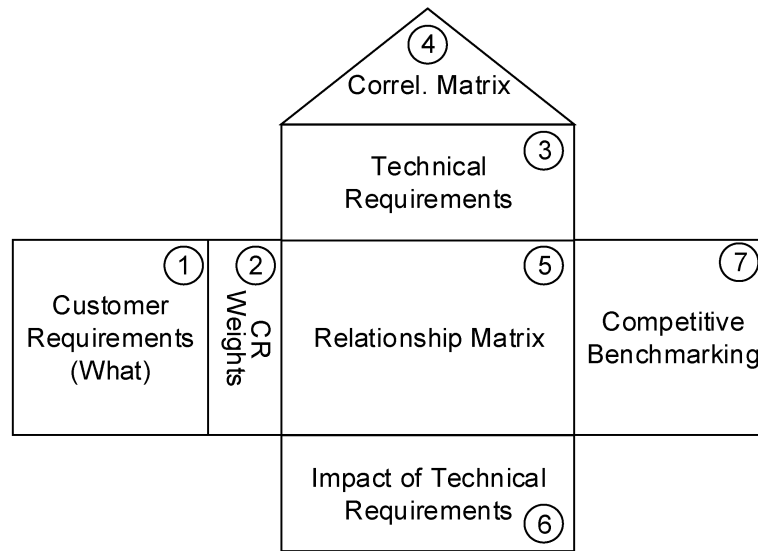 4
Correl. Matrix
3
Technical
Requirements
1
Customer
Requirements
(What)
2
CR
Weights
5
Relationship Matrix
7
Competitive
Benchmarking
Impact of Technical
Requirements
6